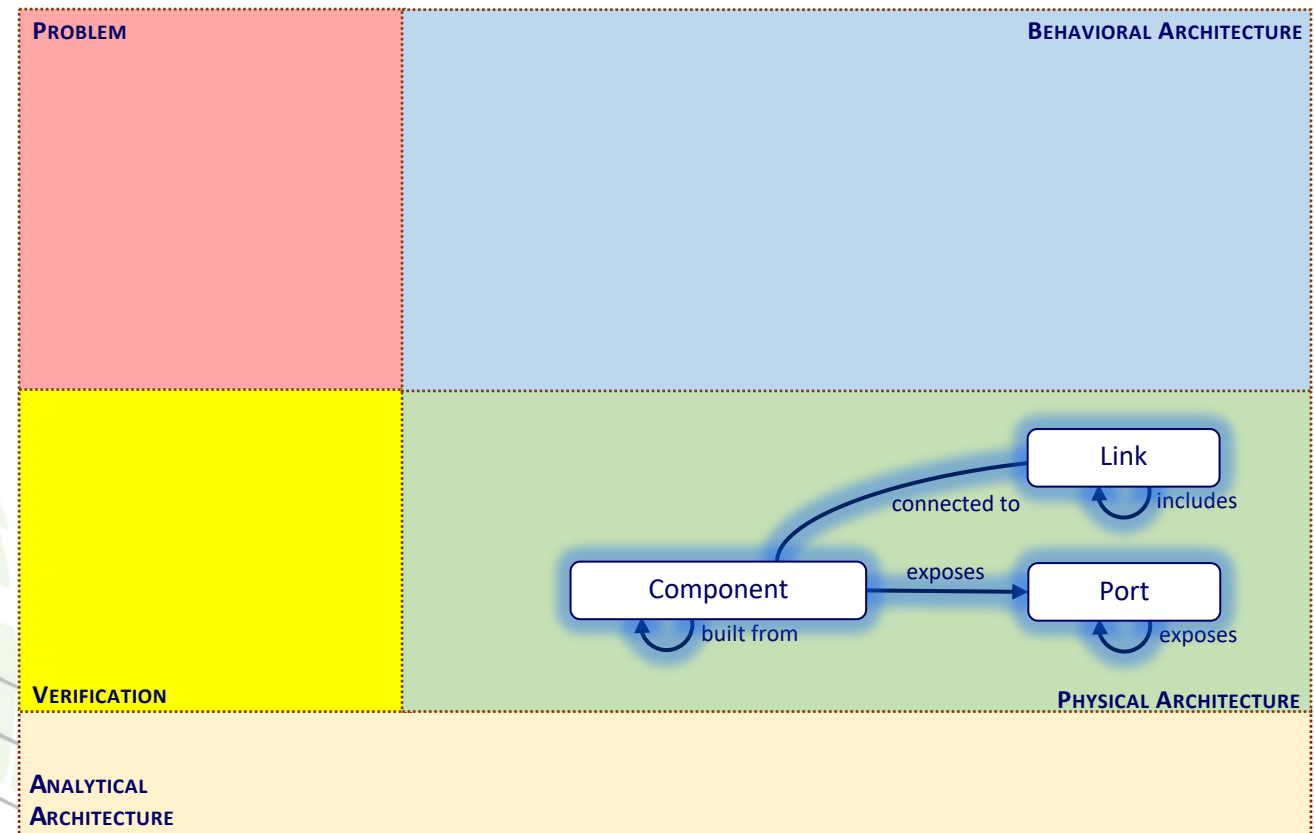 PROBLEM
BEHAVIORAL ARCHITECTURE
Link
connected to
includes
exposes
Component
Port
built from
exposes
VERIFICATION
PHYSICAL ARCHITECTURE
ANALYTICAL
ARCHITECTURE